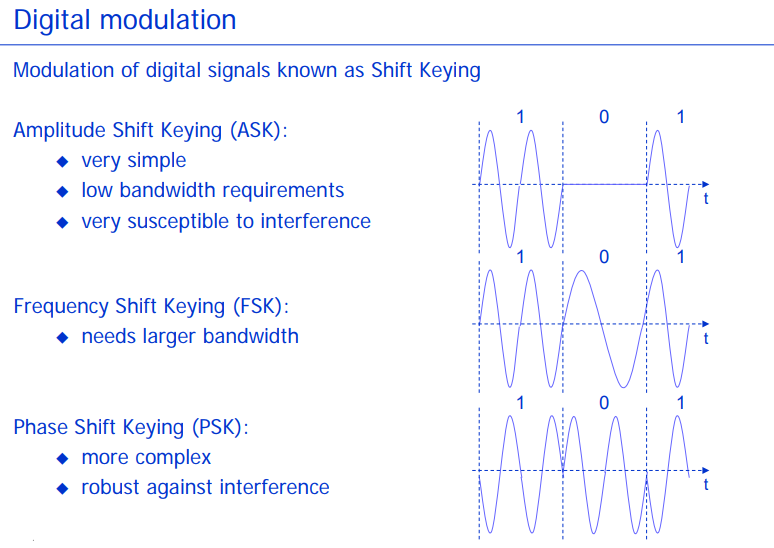 Digital modulation
Modulation of digital signals known as Shift Keying
Amplitude Shift Keying (ASK):
◆ very simple
◆ low bandwidth requirements
◆ very susceptible to interference
1 0 1
t
Frequency Shift Keying (FSK):
◆ needs larger bandwidth
1 0 1
t
Phase Shift Keying (PSK):
◆ more complex
◆ robust against interference
1 0 1
t